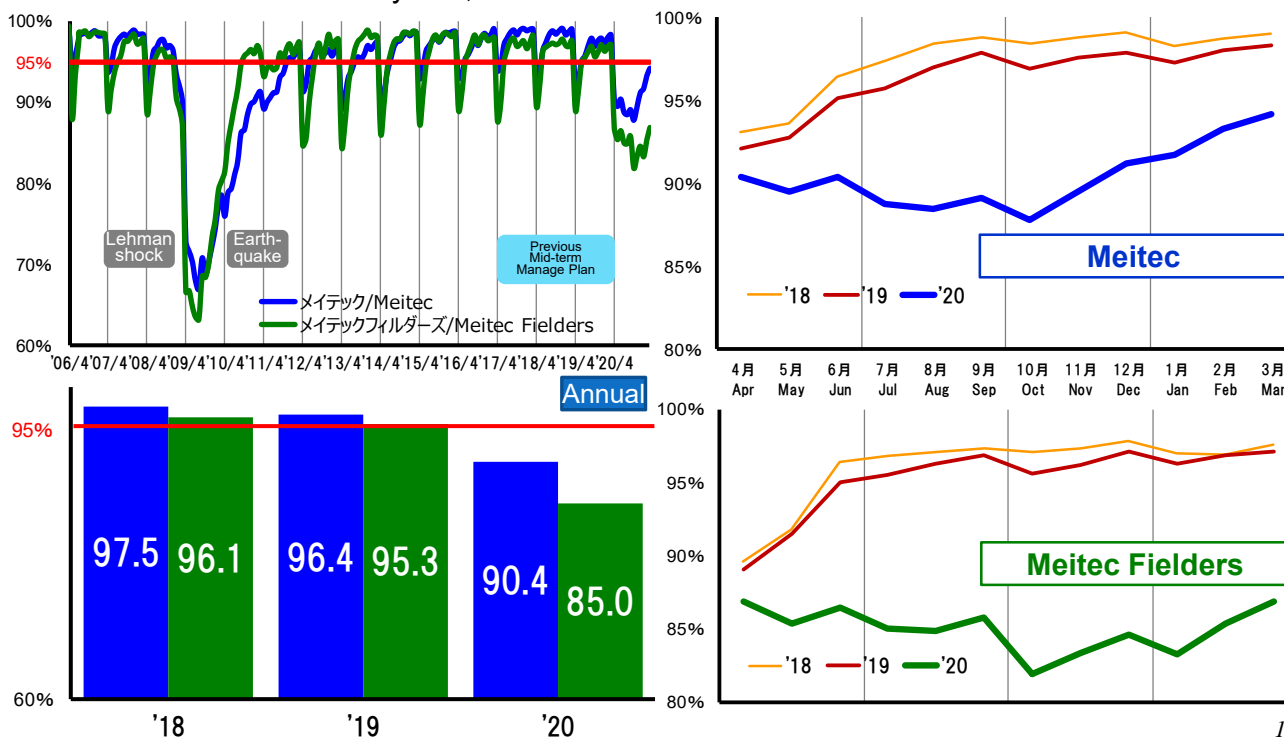 100%
95%
90%
80%
70%
60%
Lehman
shock
Earth-
quake
Previous
Mid-term
Manage Plan
メイテック/Meitec
メイテックフィルダーズ/Meitec Fielders
'06/4 '07/4 '08/4 '09/4 '10/4 '11/4 '12/4 '13/4 '14/4 '15/4 '16/4 '17/4 '18/4 '19/4 '20/4
Annual
95%
60%
97.5 96.1 96.4 95.3 90.4 85.0
'18 '19 '20
100%
95%
90%
85%
80%
Meitec
'18 '19 '20
4月 5月 6月 7月 8月 9月 10月 11月 12月 1月 2月 3月
Apr May Jun Jul Aug Sep Oct Nov Dec Jan Feb Mar
100%
95%
90%
85%
80%
Meitec Fielders
'18 '19 '20